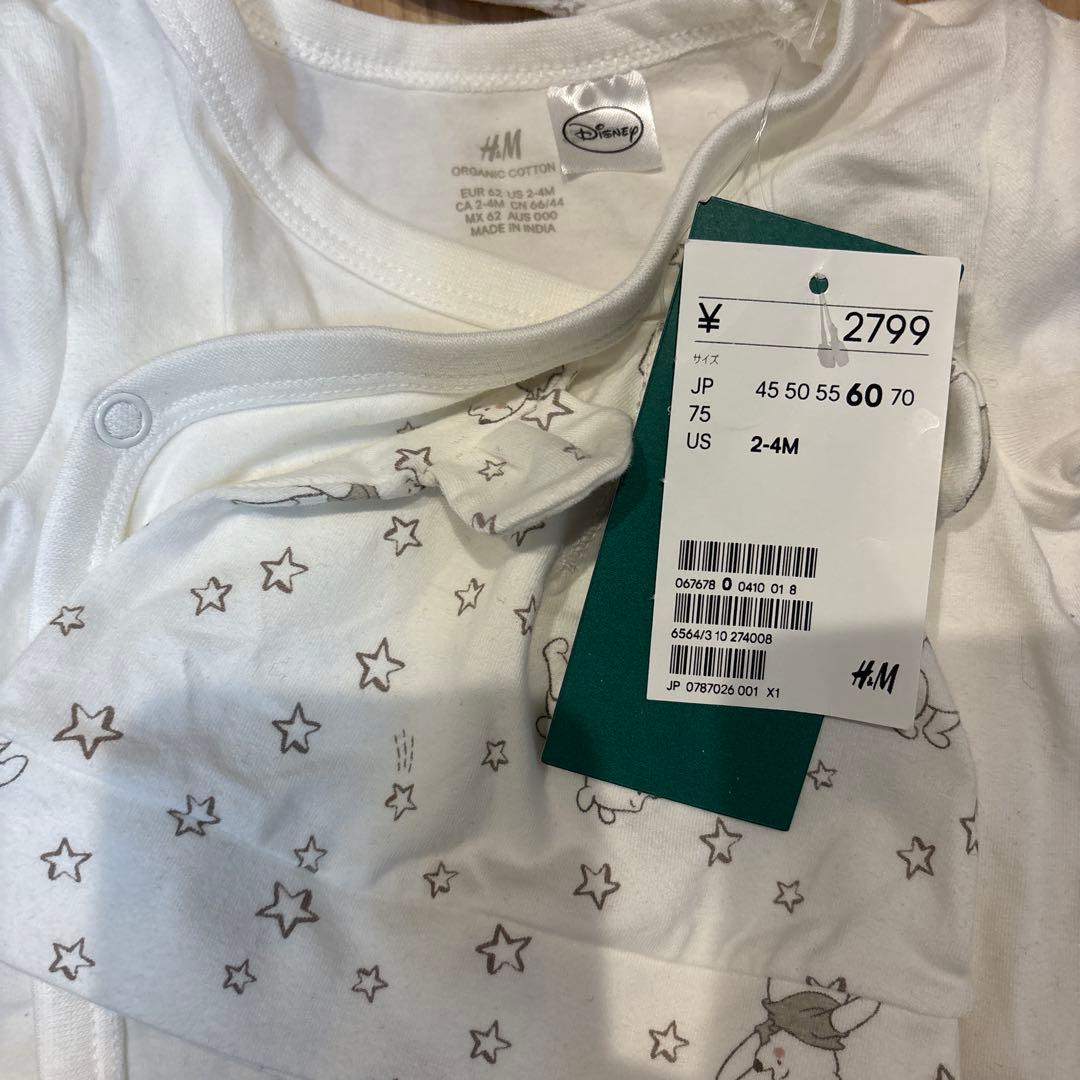 H&M
ORGANIC COTTON
EUR 62 US 2-4M
CA 2-4M CN 66/44
MX 62 AUS 000
MADE IN INDIA
Disney
¥ 2799
サイズ
JP 45 50 55 60 70
75
US 2-4M
067678 0 0410 01 8
6564/3 10 274008
JP 0787026 001 X1
H&M